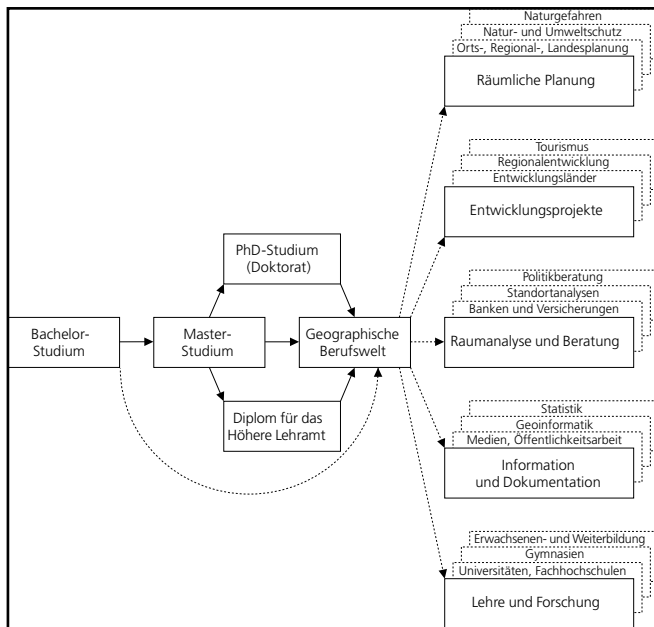 Naturgefahren
Natur- und Umweltschutz
Orts-, Regional-, Landesplanung
Räumliche Planung
Tourismus
Regionalentwicklung
Entwicklungsländer
Entwicklungsprojekte
PhD-Studium
(Doktorat)
Politikberatung
Standortanalysen
Banken und Versicherungen
Raumanalyse und Beratung
Bachelor-
Studium
Master-
Studium
Geographische
Berufswelt
Diplom für das
Höhere Lehramt
Statistik
Geoinformatik
Medien, Öffentlichkeitsarbeit
Information
und Dokumentation
Erwachsenen- und Weiterbildung
Gymnasien
Universitäten, Fachhochschulen
Lehre und Forschung